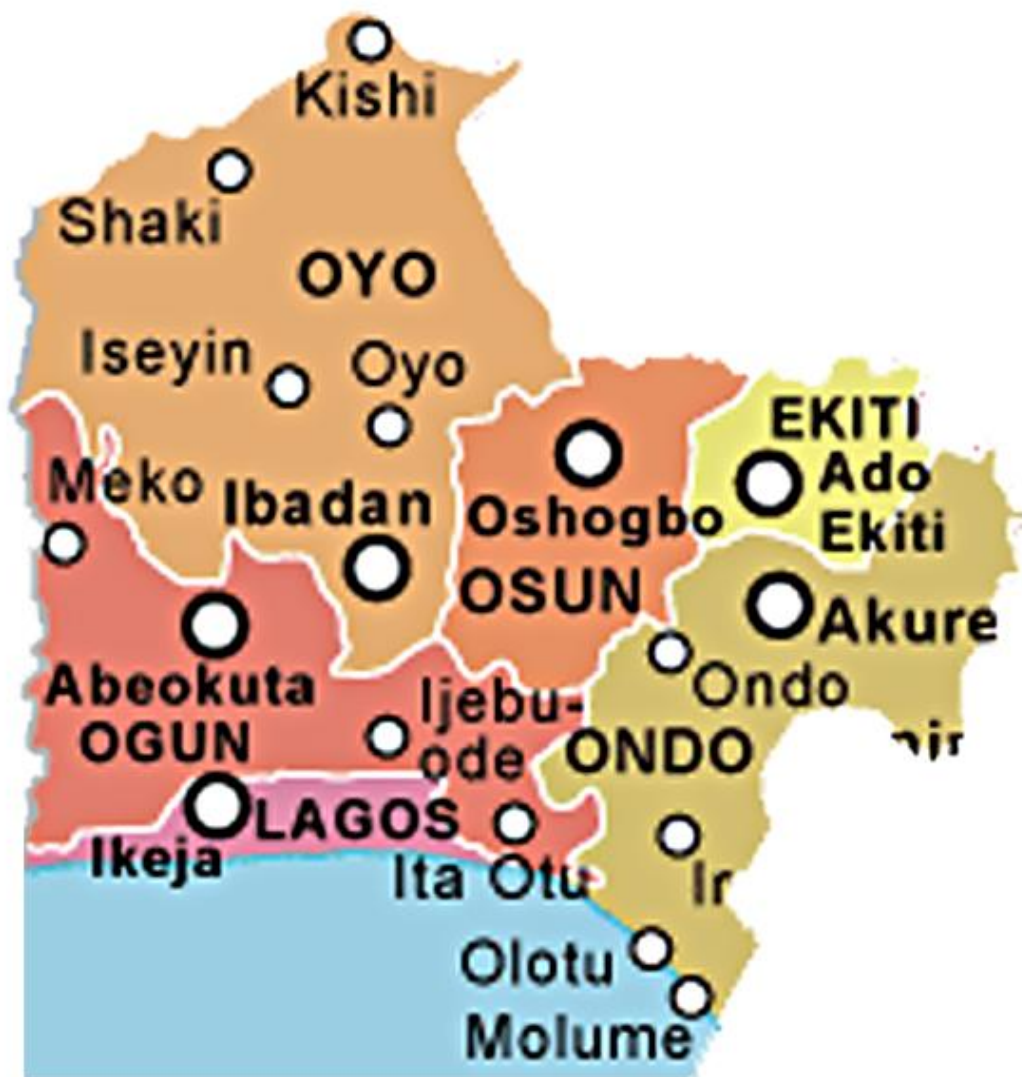 Kishi
Shaki
OYO
Iseyin
Oyo
EKITI
Ado
Ekiti
Meko
Ibadan
Oshogbo
OSUN
Akure
Abeokuta
OGUN
Ijebu-
ode
Ondo
ONDO
LAGOS
Ikeja
Ita Otu
Olotu
Molume